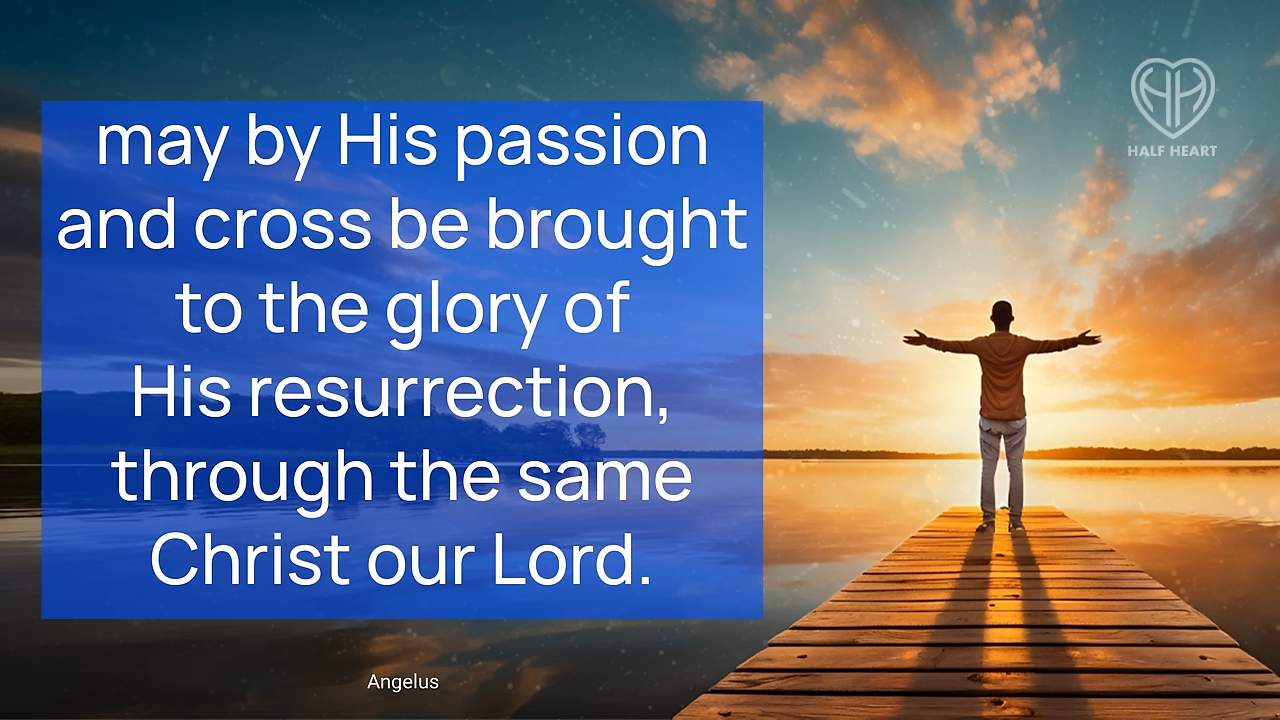 may by His passion
and cross be brought
to the glory of
His resurrection,
through the same
Christ our Lord.
Angelus
HALF HEART